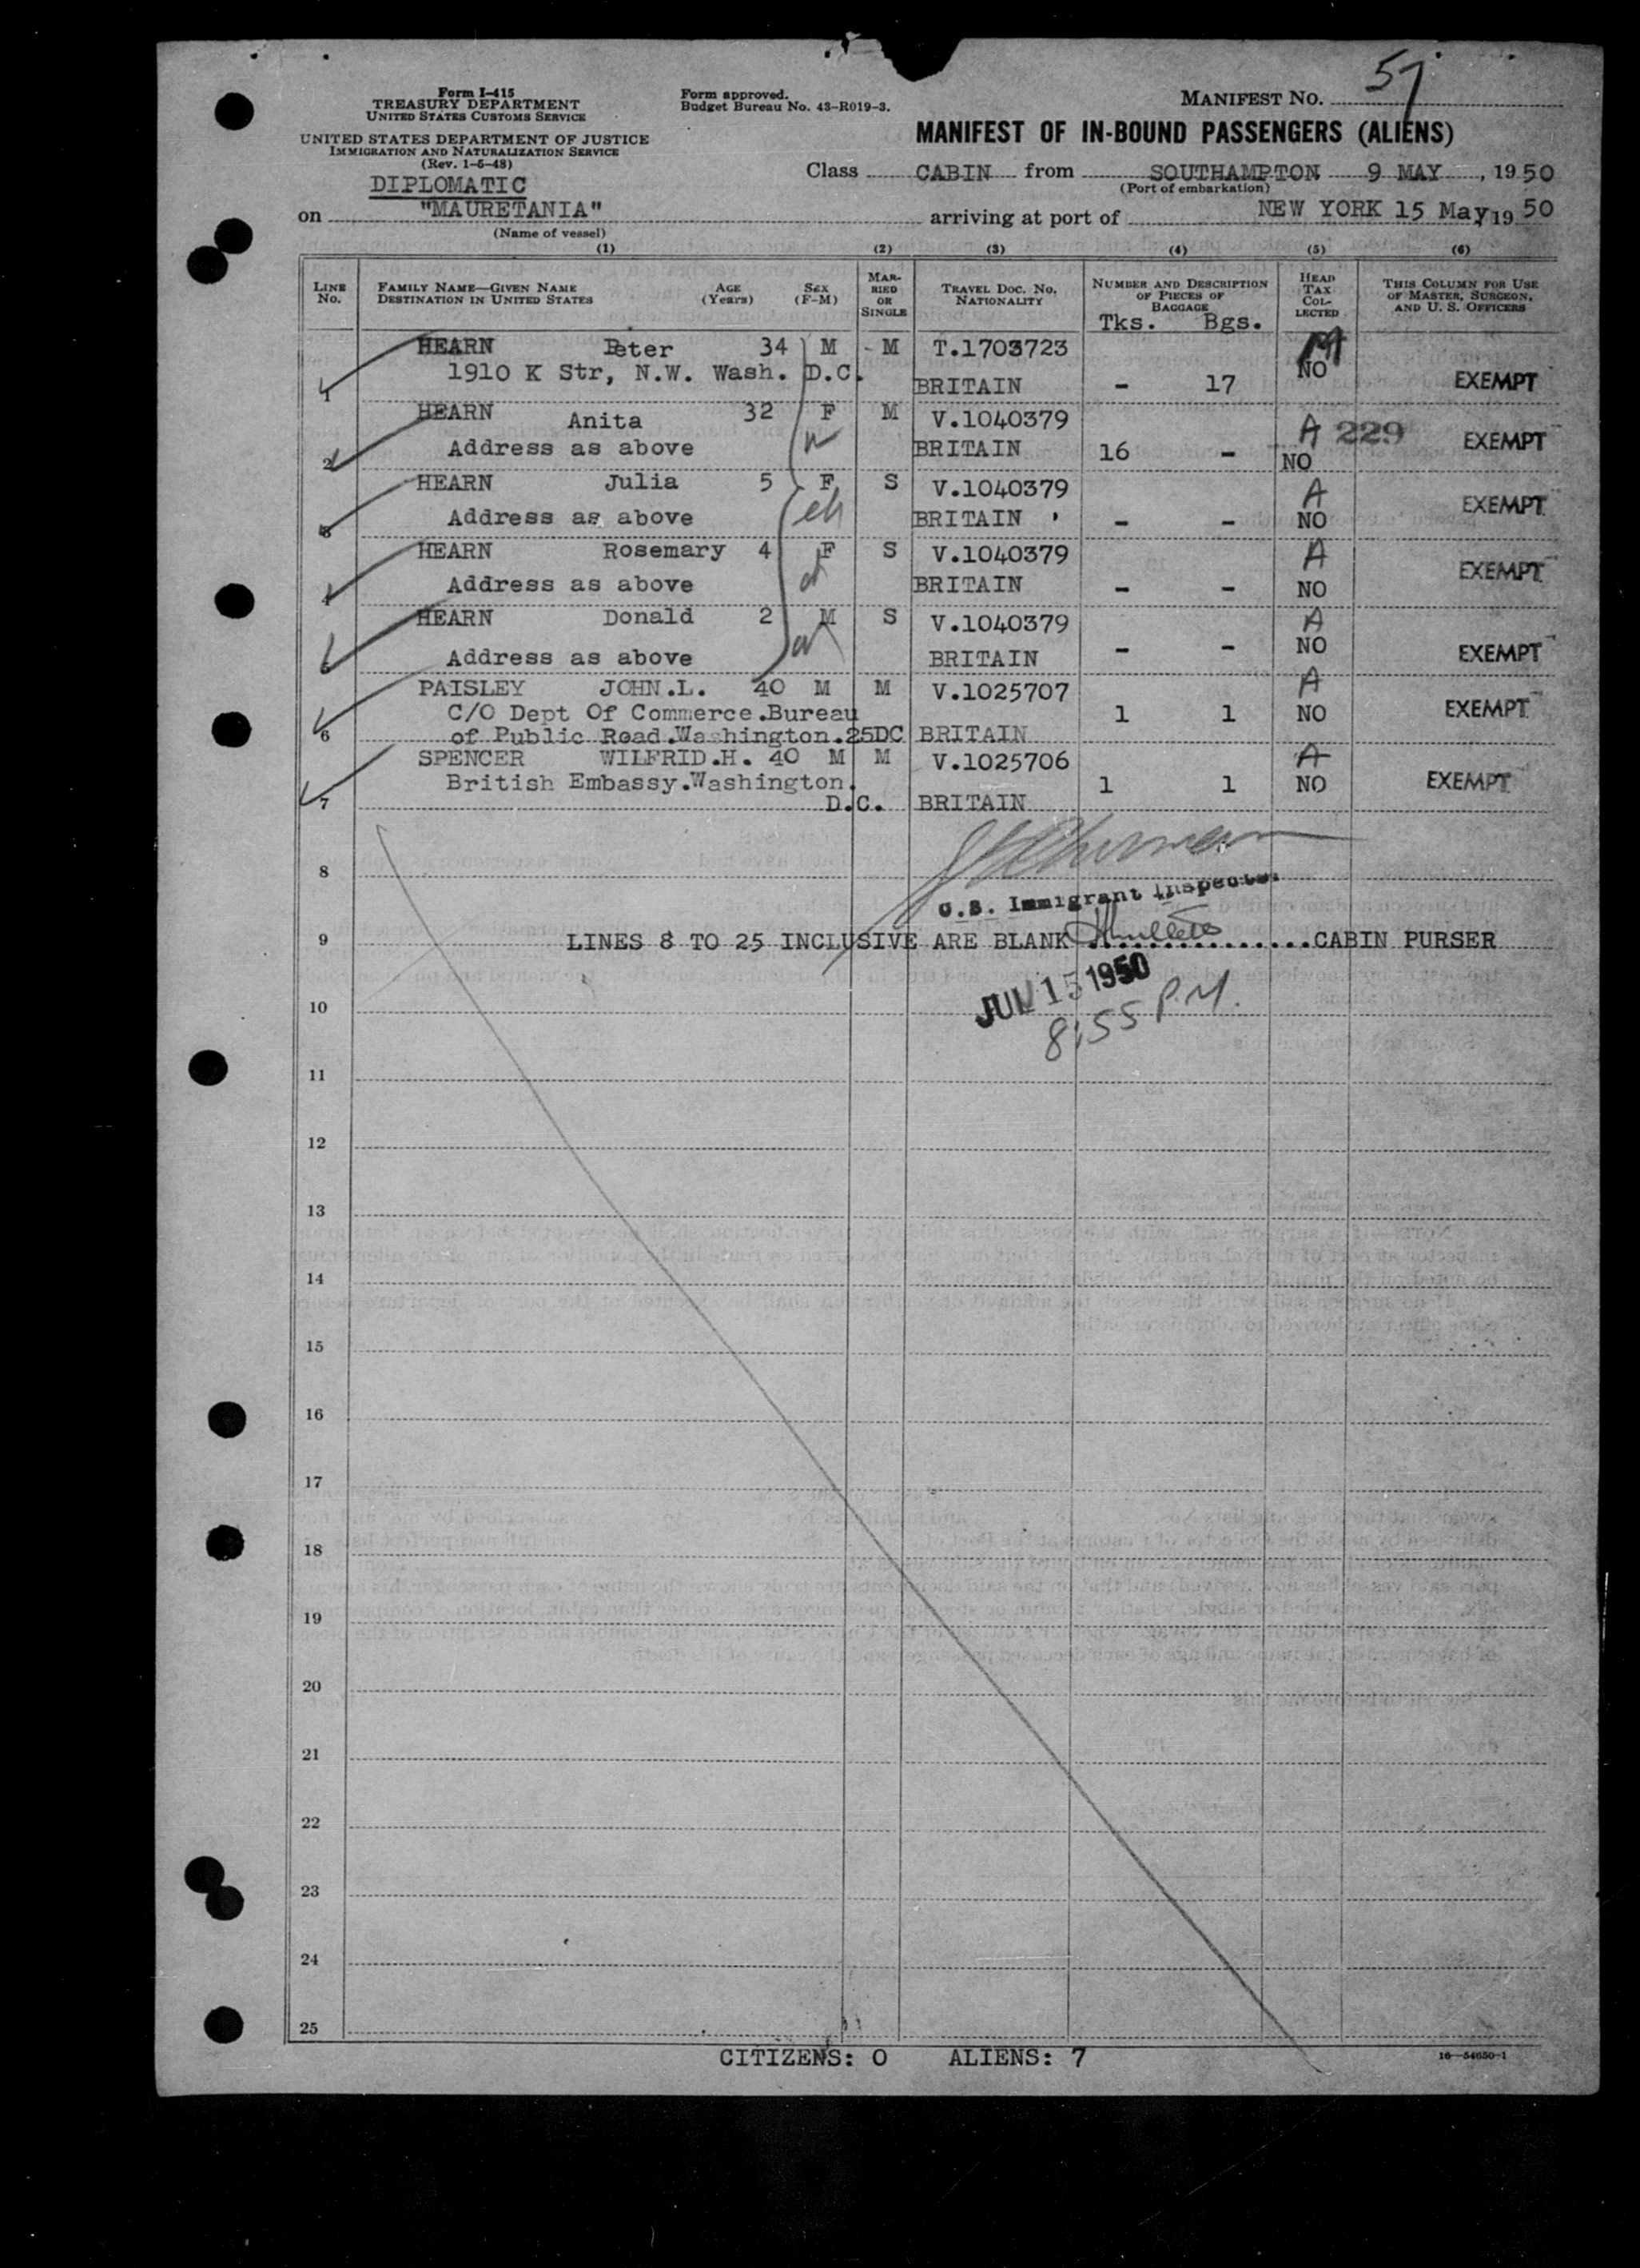 57
Form I-415
TREASURY DEPARTMENT
UNITED STATES CUSTOMS SERVICE
UNITED STATES DEPARTMENT OF JUSTICE
IMMIGRATION AND NATURALIZATION SERVICE
(Rev. 1-5-48)
Form approved.
Budget Bureau No. 43-R019-3.
MANIFEST NO.
MANIFEST OF IN-BOUND PASSENGERS (ALIENS)
Class CABIN from SOUTHAMPTON 9 MAY, 1950
(Port of embarkation)
DIPLOMATIC
on "MAURETANIA" arriving at port of NEW YORK 15 May 19 50
(Name of vessel)
(1) (2) (3) (4) (5) (6)
LINE NO. FAMILY NAME—GIVEN NAME DESTINATION IN UNITED STATES AGE (Years) SEX (F-M) MARRIED OR SINGLE TRAVEL DOC. NO. NATIONALITY NUMBER AND DESCRIPTION OF PIECES OF BAGGAGE HEAD TAX COLLECTED THIS COLUMN FOR USE OF MASTER, SURGEON, AND U. S. OFFICERS
Tks. Bgs.
HEARN Peter 34 M - M T.1703723
1910 K Str, N.W. Wash. D.C.
1 BRITAIN - 17 NO EXEMPT
HEARN Anita 32 F M V.1040379 A 229
2 Address as above BRITAIN 16 - NO EXEMPT
HEARN Julia 5 F S V.1040379 A
3 Address as above BRITAIN - - NO EXEMPT
HEARN Rosemary 4 F S V.1040379 A
4 Address as above BRITAIN - - NO EXEMPT
HEARN Donald 2 M S V.1040379 A
5 Address as above BRITAIN - - NO EXEMPT
PAISLEY JOHN.L. 40 M M V.1025707 A
C/O Dept Of Commerce.Bureau 1 1 NO EXEMPT
6 of Public Road.Washington.25DC BRITAIN
SPENCER WILFRID.H. 40 M M V.1025706 A
British Embassy.Washington. 1 1 NO EXEMPT
7 D.C. BRITAIN
8
U.S. Immigrant Inspector
9 LINES 8 TO 25 INCLUSIVE ARE BLANK ................CABIN PURSER
JUL 15 1950
8:55 P.M.
10
11
12
13
14
15
16
17
18
19
20
21
22
23
24
25
CITIZENS: 0 ALIENS: 7
16—54650-1